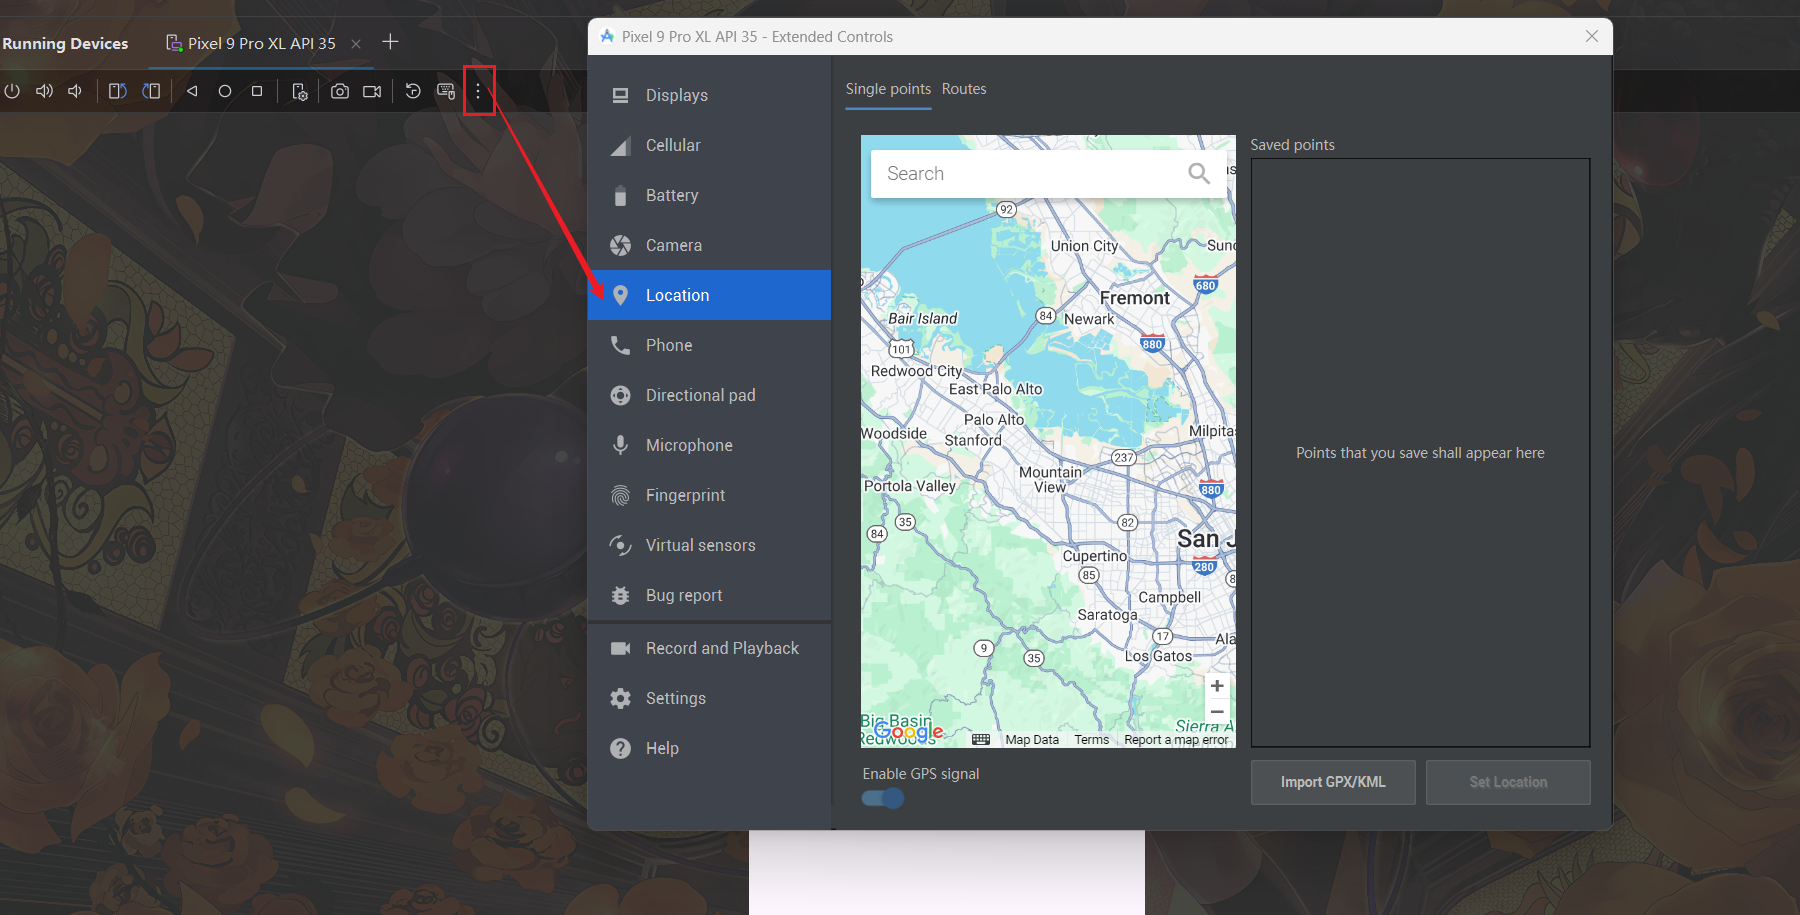 Running Devices
Pixel 9 Pro XL API 35
Pixel 9 Pro XL API 35 - Extended Controls
Displays
Cellular
Battery
Camera
Location
Phone
Directional pad
Microphone
Fingerprint
Virtual sensors
Bug report
Record and Playback
Settings
Help
Single points
Routes
Search
92
Union City
Sun
680
Fremont
84
Newark
Bair Island
880
101
Redwood City
East Palo Alto
Palo Alto
Woodside
Stanford
Milpita
237
Mountain
View
Portola Valley
880
35
82
84
San J
Cupertino
280
85
8
Campbell
Saratoga
17
Ala
9
35
Los Gatos
Big Basin
Redwoods
Sierra A
Google
Map Data
Terms
Report a map error
Enable GPS signal
Saved points
Points that you save shall appear here
Import GPX/KML
Set Location